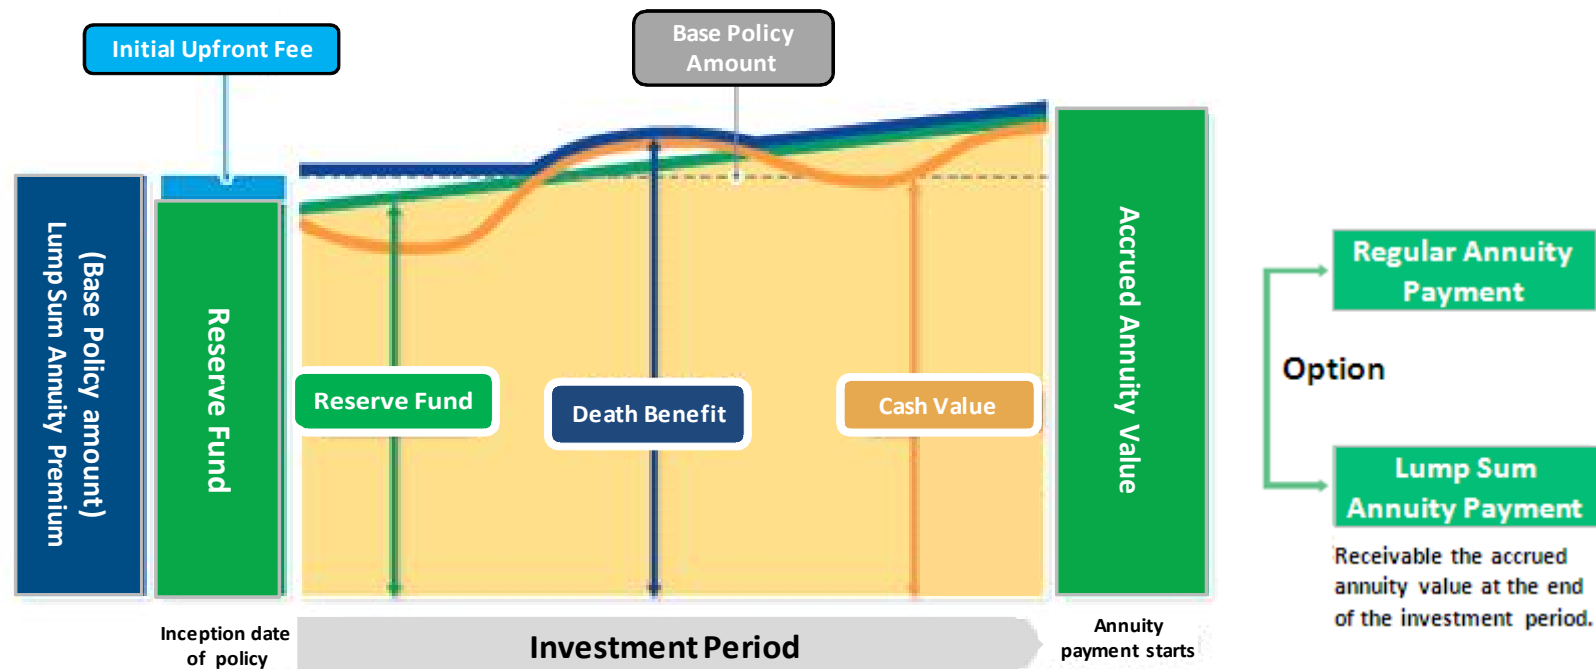 Initial Upfront Fee
Base Policy
Amount
(Base Policy amount)
Lump Sum Annuity Premium
Reserve Fund
Reserve Fund
Death Benefit
Cash Value
Accrued Annuity Value
Regular Annuity
Payment
Option
Lump Sum
Annuity Payment
Receivable the accrued
annuity value at the end
of the investment period.
Inception date
of policy
Investment Period
Annuity
payment starts